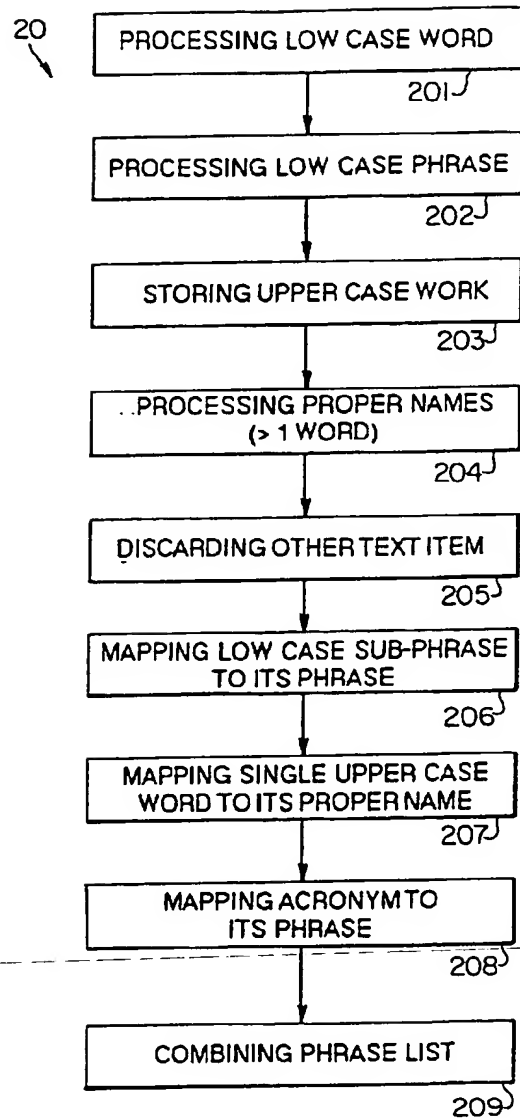 20
PROCESSING LOW CASE WORD
201
PROCESSING LOW CASE PHRASE
202
STORING UPPER CASE WORK
203
..PROCESSING PROPER NAMES
(> 1 WORD)
204
DISCARDING OTHER TEXT ITEM
205
MAPPING LOW CASE SUB-PHRASE
TO ITS PHRASE
206
MAPPING SINGLE UPPER CASE
WORD TO ITS PROPER NAME
207
MAPPING ACRONYM TO
ITS PHRASE
208
COMBINING PHRASE LIST
209